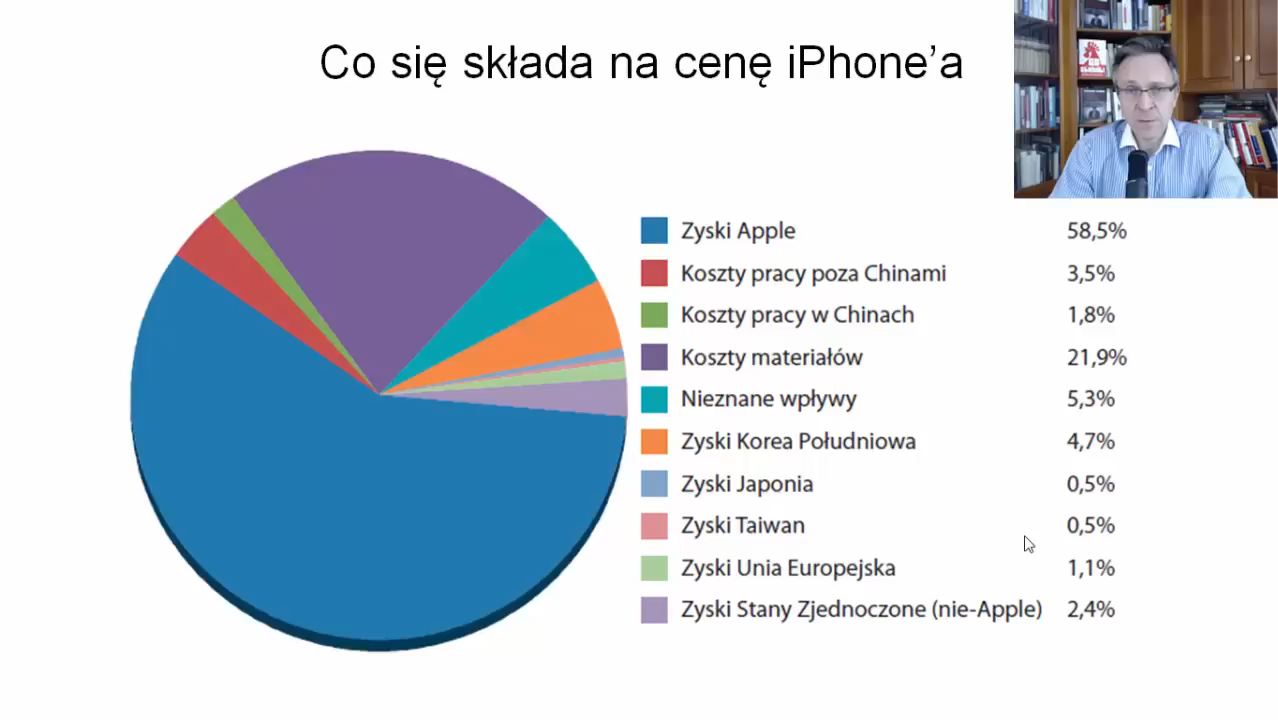 Co się składa na cenę iPhone’a
Zyski Apple 58,5%
Koszty pracy poza Chinami 3,5%
Koszty pracy w Chinach 1,8%
Koszty materiałów 21,9%
Nieznane wpływy 5,3%
Zyski Korea Południowa 4,7%
Zyski Japonia 0,5%
Zyski Taiwan 0,5%
Zyski Unia Europejska 1,1%
Zyski Stany Zjednoczone (nie-Apple) 2,4%